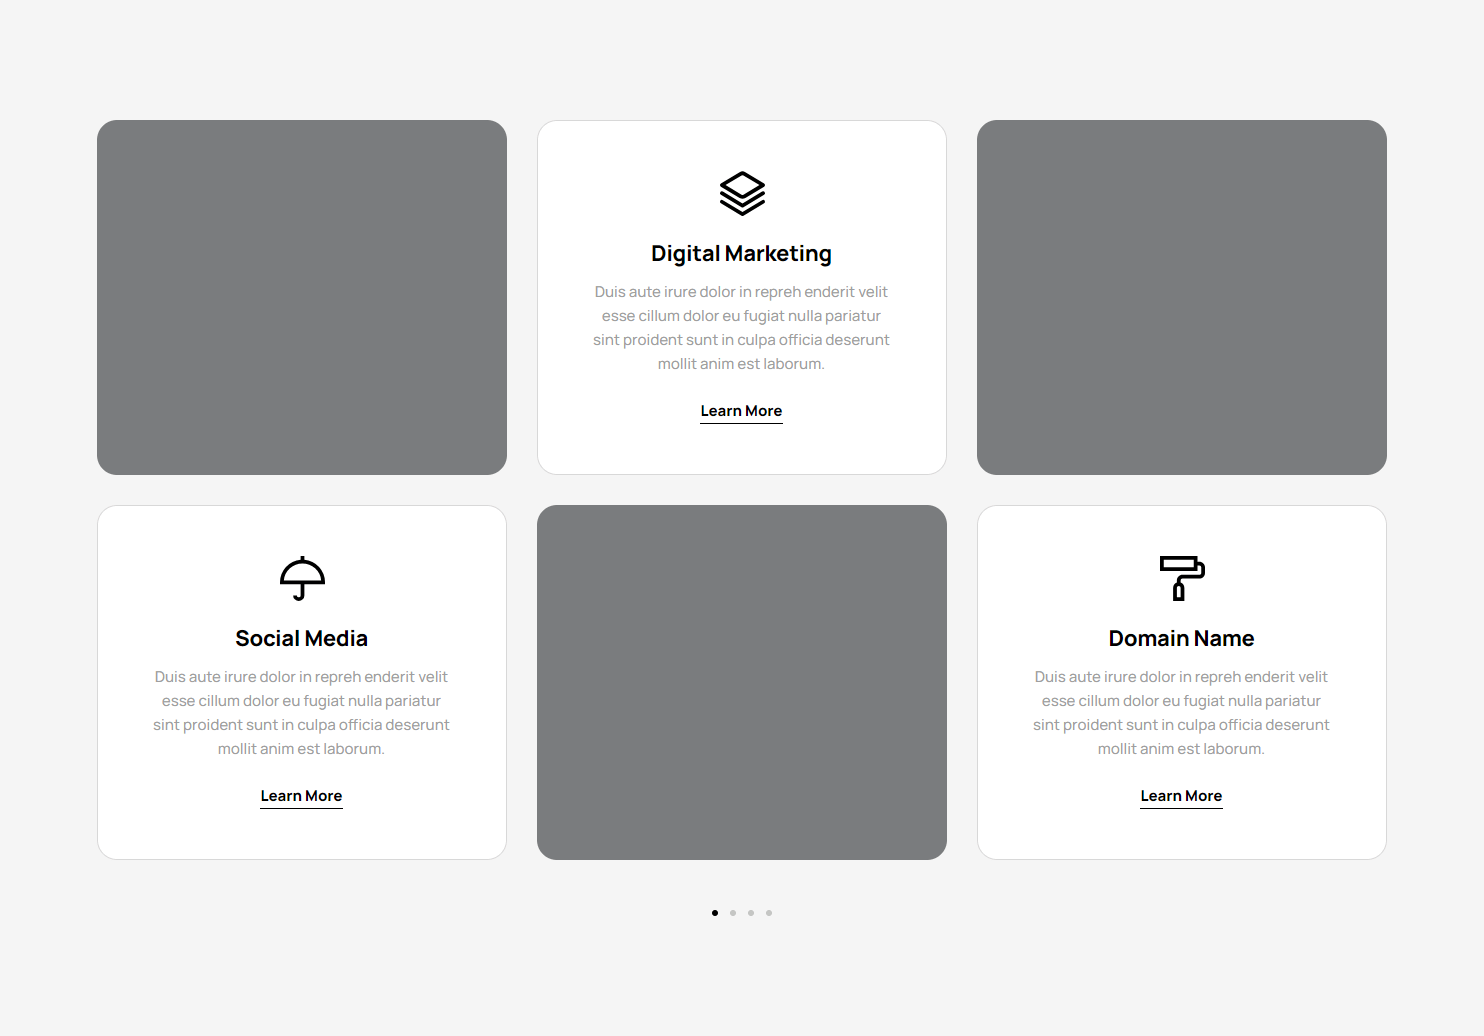 Digital Marketing
Duis aute irure dolor in repreh enderit velit
esse cillum dolor eu fugiat nulla pariatur
sint proident sunt in culpa officia deserunt
mollit anim est laborum.
Learn More
Social Media
Duis aute irure dolor in repreh enderit velit
esse cillum dolor eu fugiat nulla pariatur
sint proident sunt in culpa officia deserunt
mollit anim est laborum.
Learn More
Domain Name
Duis aute irure dolor in repreh enderit velit
esse cillum dolor eu fugiat nulla pariatur
sint proident sunt in culpa officia deserunt
mollit anim est laborum.
Learn More